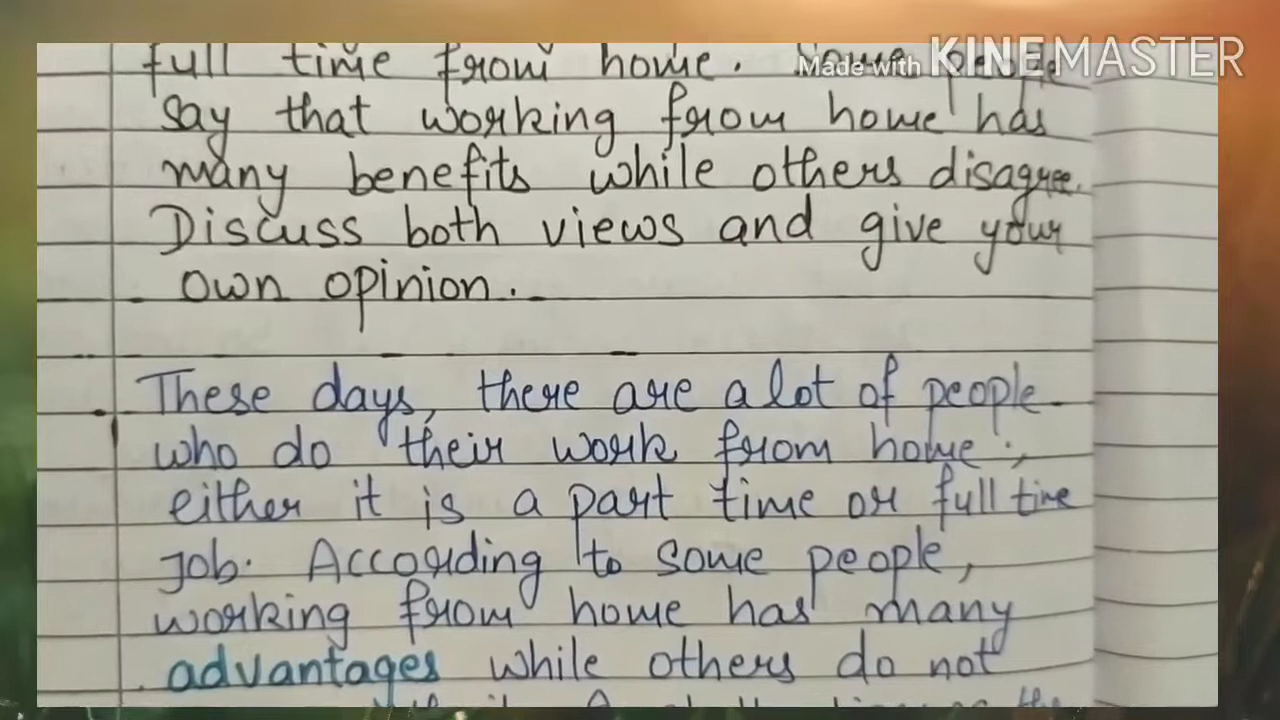 full time from home. Some people
Made with KINEMASTER
say that working from home has
many benefits while others disagree.
Discuss both views and give your
own opinion.
These days, there are a lot of people
who do their work from home;
either it is a part time or full time
job. According to some people,
working from home has many
advantages while others do not